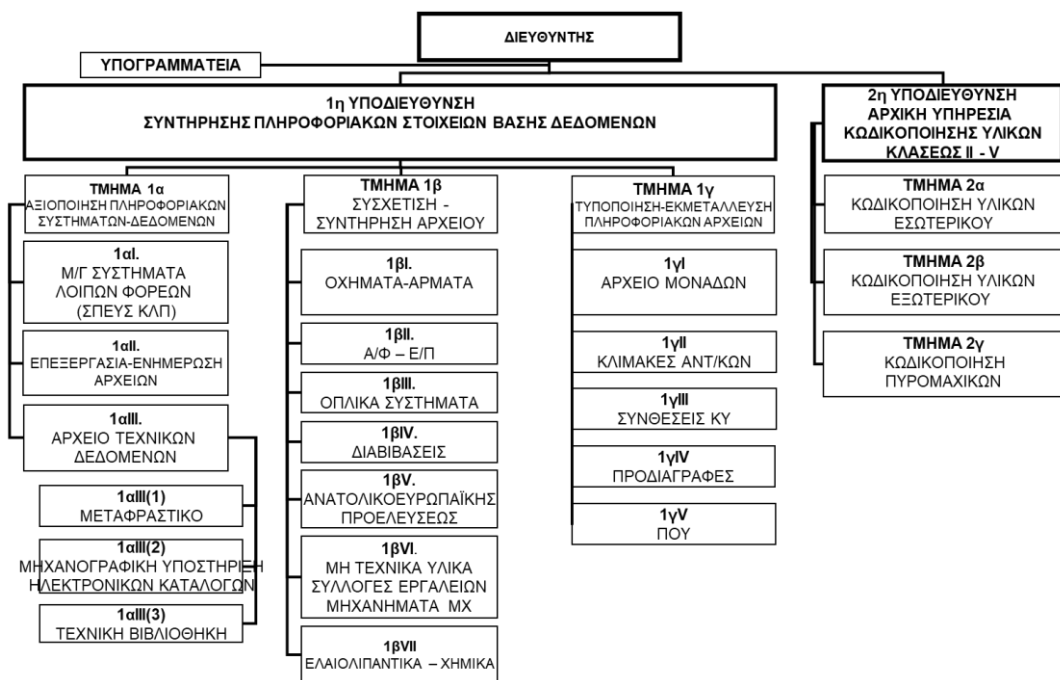 ΔΙΕΥΘΥΝΤΗΣ
ΥΠΟΓΡΑΜΜΑΤΕΙΑ
1η ΥΠΟΔΙΕΥΘΥΝΣΗ
ΣΥΝΤΗΡΗΣΗΣ ΠΛΗΡΟΦΟΡΙΑΚΩΝ ΣΤΟΙΧΕΙΩΝ ΒΑΣΗΣ ΔΕΔΟΜΕΝΩΝ
2η ΥΠΟΔΙΕΥΘΥΝΣΗ
ΑΡΧΙΚΗ ΥΠΗΡΕΣΙΑ
ΚΩΔΙΚΟΠΟΙΗΣΗΣ ΥΛΙΚΩΝ
ΚΛΑΣΕΩΣ ΙΙ - V
ΤΜΗΜΑ 1α
ΑΞΙΟΠΟΙΗΣΗ ΠΛΗΡΟΦΟΡΙΑΚΩΝ
ΣΥΣΤΗΜΑΤΩΝ-ΔΕΔΟΜΕΝΩΝ
1αΙ.
Μ/Γ ΣΥΣΤΗΜΑΤΑ
ΛΟΙΠΩΝ ΦΟΡΕΩΝ
(ΣΠΕΥΣ ΚΛΠ)
1αΙΙ.
ΕΠΕΞΕΡΓΑΣΙΑ-ΕΝΗΜΕΡΩΣΗ
ΑΡΧΕΙΩΝ
1αΙΙΙ.
ΑΡΧΕΙΟ ΤΕΧΝΙΚΩΝ
ΔΕΔΟΜΕΝΩΝ
1αΙΙΙ(1)
ΜΕΤΑΦΡΑΣΤΙΚΟ
1αΙΙΙ(2)
ΜΗΧΑΝΟΓΡΑΦΙΚΗ ΥΠΟΣΤΗΡΙΞΗ
ΗΛΕΚΤΡΟΝΙΚΩΝ ΚΑΤΑΛΟΓΩΝ
1αΙΙΙ(3)
ΤΕΧΝΙΚΗ ΒΙΒΛΙΟΘΗΚΗ
ΤΜΗΜΑ 1β
ΣΥΣΧΕΤΙΣΗ -
ΣΥΝΤΗΡΗΣΗ ΑΡΧΕΙΟΥ
1βΙ.
ΟΧΗΜΑΤΑ-ΑΡΜΑΤΑ
1βΙΙ.
Α/Φ – Ε/Π
1βΙΙΙ.
ΟΠΛΙΚΑ ΣΥΣΤΗΜΑΤΑ
1βΙV.
ΔΙΑΒΙΒΑΣΕΙΣ
1βV.
ΑΝΑΤΟΛΙΚΟΕΥΡΩΠΑΪΚΗΣ
ΠΡΟΕΛΕΥΣΕΩΣ
1βVΙ.
ΜΗ ΤΕΧΝΙΚΑ ΥΛΙΚΑ
ΣΥΛΛΟΓΕΣ ΕΡΓΑΛΕΙΩΝ
ΜΗΧΑΝΗΜΑΤΑ ΜΧ
1βVΙΙ
ΕΛΑΙΟΛΙΠΑΝΤΙΚΑ – ΧΗΜΙΚΑ
ΤΜΗΜΑ 1γ
ΤΥΠΟΠΟΙΗΣΗ-ΕΚΜΕΤΑΛΛΕΥΣΗ
ΠΛΗΡΟΦΟΡΙΑΚΩΝ ΑΡΧΕΙΩΝ
1γΙ
ΑΡΧΕΙΟ ΜΟΝΑΔΩΝ
1γΙΙ
ΚΛΙΜΑΚΕΣ ΑΝΤ/ΚΩΝ
1γΙΙΙ
ΣΥΝΘΕΣΕΙΣ ΚΥ
1γΙV
ΠΡΟΔΙΑΓΡΑΦΕΣ
1γV
ΠΟΥ
ΤΜΗΜΑ 2α
ΚΩΔΙΚΟΠΟΙΗΣΗ ΥΛΙΚΩΝ
ΕΣΩΤΕΡΙΚΟΥ
ΤΜΗΜΑ 2β
ΚΩΔΙΚΟΠΟΙΗΣΗ ΥΛΙΚΩΝ
ΕΞΩΤΕΡΙΚΟΥ
ΤΜΗΜΑ 2γ
ΚΩΔΙΚΟΠΟΙΗΣΗ
ΠΥΡΟΜΑΧΙΚΩΝ